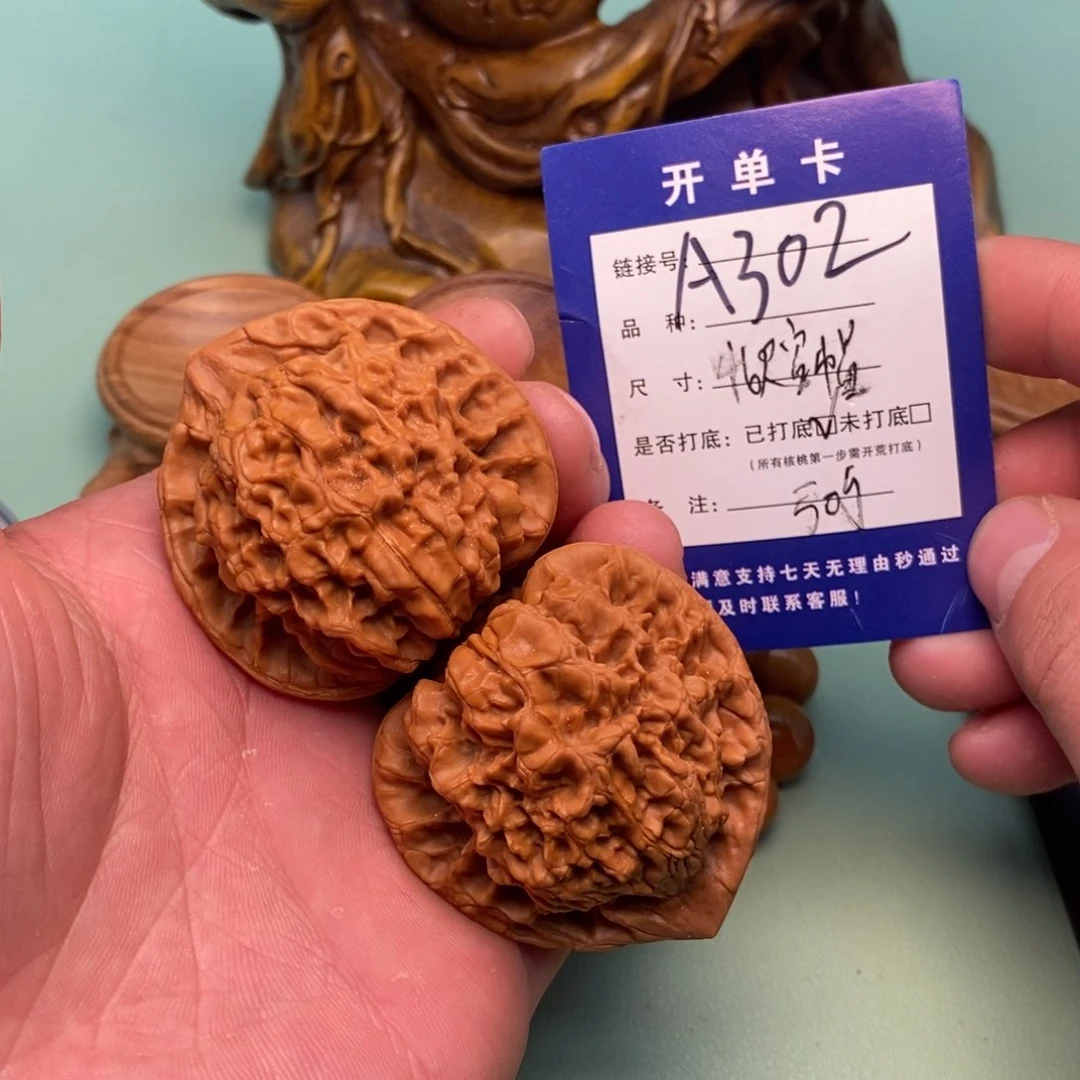 开单卡
链接号: A302
品 种:
尺 寸:
是否打底: 已打底☑未打底□
(所有核桃第一步需开荒打底)
注: 50g
满意支持七天无理由秒通过
及时联系客服!